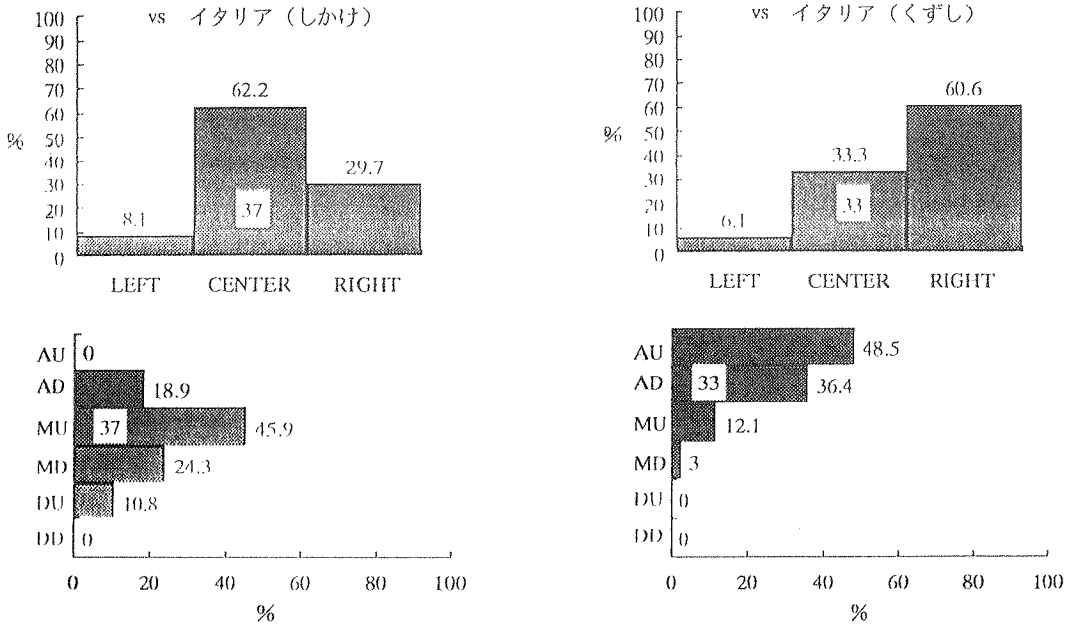 vs イタリア（しかけ）
100
90
80
70
60
50
40
30
20
10
0
%
8.1
62.2
37
29.7
LEFT CENTER RIGHT
vs イタリア（くずし）
100
90
80
70
60
50
40
30
20
10
0
%
6.1
33.3
33
60.6
LEFT CENTER RIGHT
AU 0
AD 18.9
MU 37 45.9
MD 24.3
DU 10.8
DD 0
0 20 40 60 80 100
%
AU 48.5
AD 33 36.4
MU 12.1
MD 3
DU 0
DD 0
0 20 40 60 80 100
%